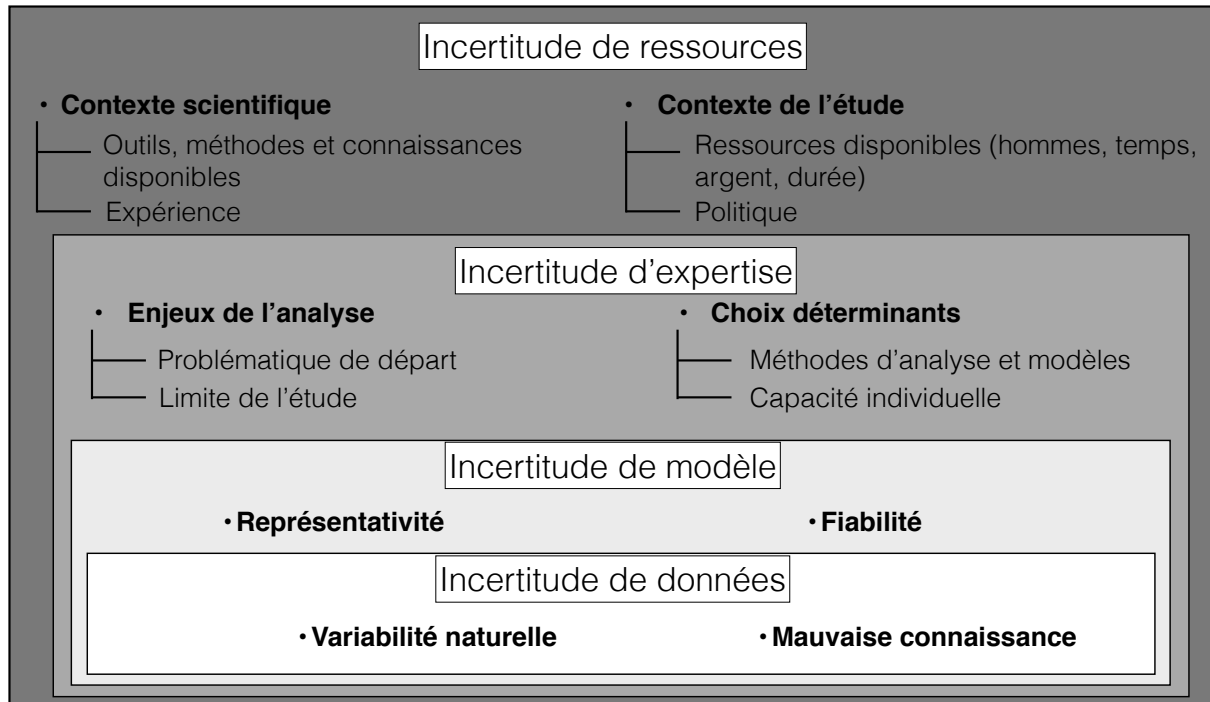 Incertitude de ressources
• Contexte scientifique
Outils, méthodes et connaissances
disponibles
Expérience
• Contexte de l'étude
Ressources disponibles (hommes, temps,
argent, durée)
Politique
Incertitude d'expertise
• Enjeux de l'analyse
Problématique de départ
Limite de l'étude
• Choix déterminants
Méthodes d'analyse et modèles
Capacité individuelle
Incertitude de modèle
• Représentativité
• Fiabilité
Incertitude de données
• Variabilité naturelle
• Mauvaise connaissance